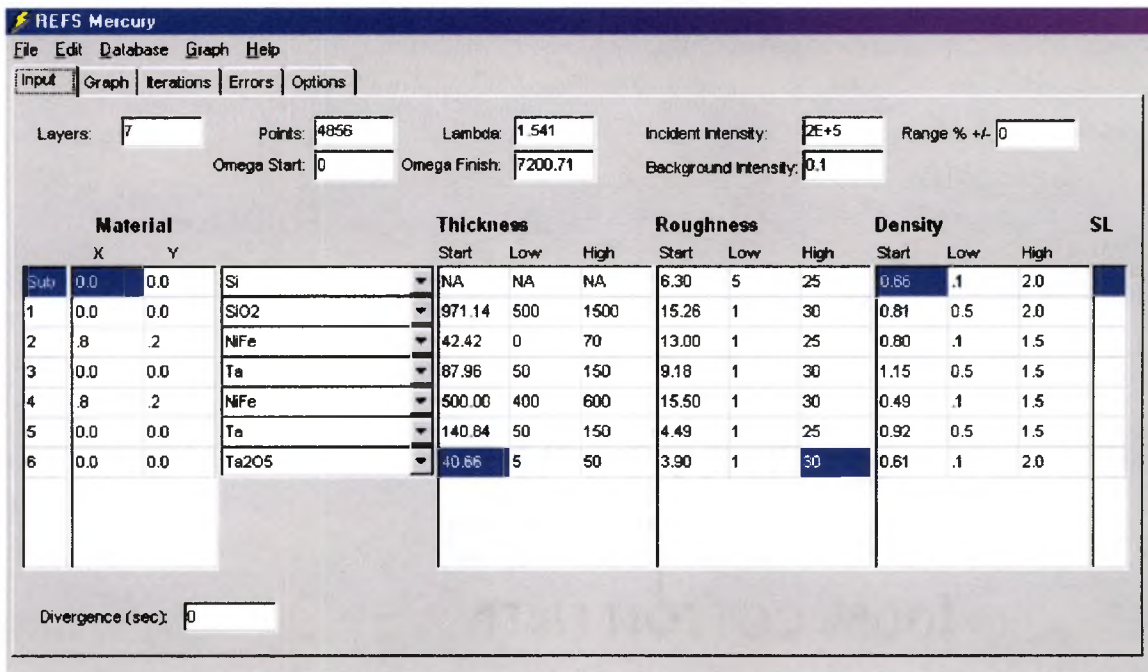 REFS Mercury
File Edit Database Graph Help
Input Graph Iterations Errors Options
Layers: 7 Points: 4856 Lambda: 1.541 Incident Intensity: 2E+5 Range % +/- 0
Omega Start: 0 Omega Finish: 7200.71 Background Intensity: 0.1
Material Thickness Roughness Density SL
X Y Start Low High Start Low High Start Low High
Sub 0.0 0.0 Si NA NA NA 6.30 5 25 0.66 .1 2.0
1 0.0 0.0 SiO2 971.14 500 1500 15.26 1 30 0.81 0.5 2.0
2 .8 .2 NiFe 42.42 0 70 13.00 1 25 0.80 .1 1.5
3 0.0 0.0 Ta 87.96 50 150 9.18 1 30 1.15 0.5 1.5
4 .8 .2 NiFe 500.00 400 600 15.50 1 30 0.49 .1 1.5
5 0.0 0.0 Ta 140.84 50 150 4.49 1 25 0.92 0.5 1.5
6 0.0 0.0 Ta2O5 40.66 5 50 3.90 1 30 0.61 .1 2.0
Divergence (sec): 0